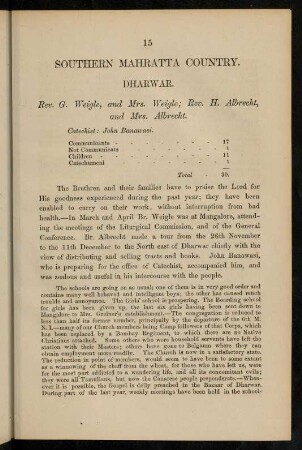 15
SOUTHERN MAHRATTA COUNTRY.
DHARWAR.
Rev. G. Weigle, and Mrs. Weigle; Rev. H. Albrecht,
and Mrs. Albrecht.
Catechist: John Banawasi.
Communicants - - - - - - 17
Not Communicants - - - - - 1
Children - - - - - - - 11
Catechumeni - - - - - - 1
Total -
The Brethren and their families have to praise the Lord for
His goodness experienced during the past year; they have been
enabled to carry on their work, without interruption from bad
health.—In March and April Br. Weigle was at Mangalore, attend-
ing the meetings of the Liturgical Commission, and of the General
Conference. Dr. Albrecht made a tour from the 26th November
to the 11th December to the North east of Dharwar chiefly with the
view of distributing and selling tracts and books. John Banawasi,
who is preparing for the office of Catechist, accompanied him, and
was zealous and useful in his intercourse with the people.
The schools are going on as usual; one of them is in very good order and
contains many well behaved and intelligent boys; the other has caused much
trouble and annoyance. The Girls' school is prospering. The Boarding School
for girls has been given up, the last six girls having been sent down to
Mangalore to Mrs. Greiner's establishment.—The congregation is reduced to
less than half its former number, principally by the departure of the 6th M.
N. I.—many of our Church members being Camp followers of that Corps, which
has been replaced by a Bombay Regiment, to which there are no Native
Christians attached. Some others who were household servants have left the
station with their Masters; others have gone to Belgaum where they can
obtain employment more readily. The Church is now in a satisfactory state.
The reduction in point of members, would seem to have been to some extent
as a winnowing of the chaff from the wheat, for those who have left us, were
for the most part addicted to a wandering life, and all its concomitant evils;
they were all Tamulians, but now the Canarese people preponderate.—When-
ever it is possible, the Gospel is daily preached in the Bazaar of Dharwar.
During part of the last year, weekly meetings have been held in the school-